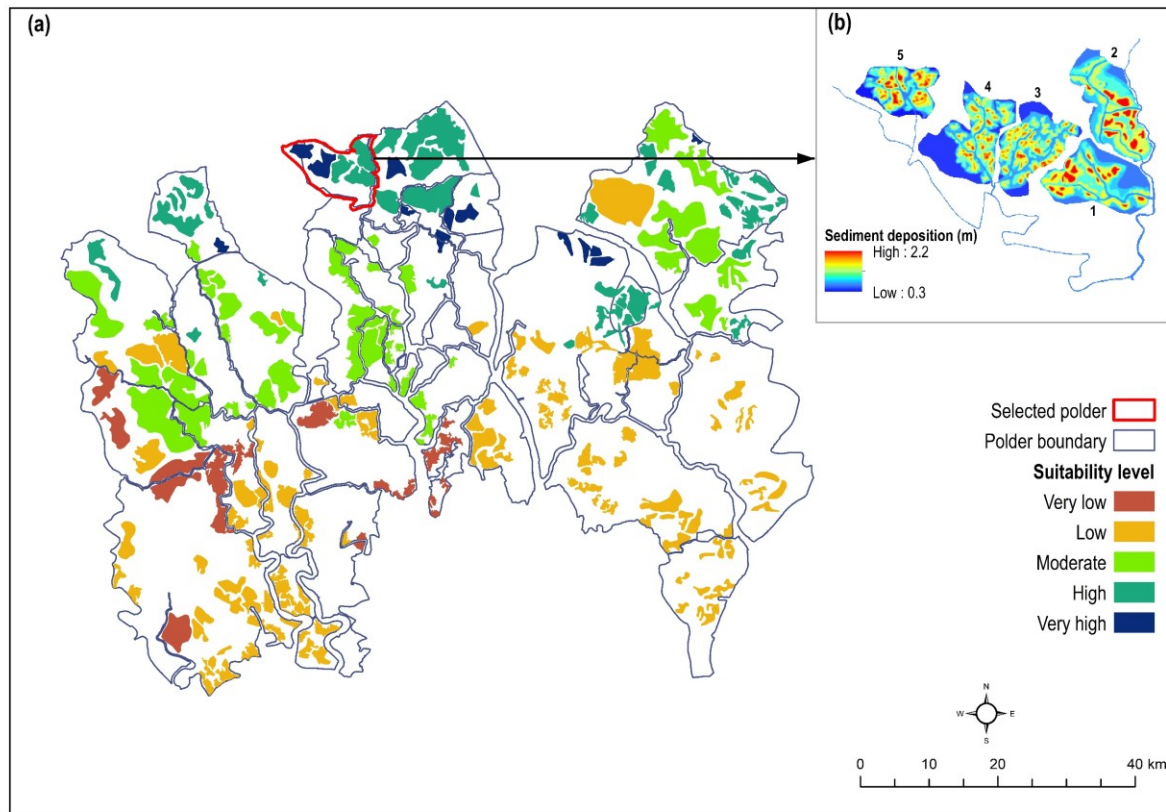 (a)
(b)
5
2
4
3
1
Sediment deposition (m)
High : 2.2
Low : 0.3
Selected polder
Polder boundary
Suitability level
Very low
Low
Moderate
High
Very high
N
W E
S
0 10 20 40 km